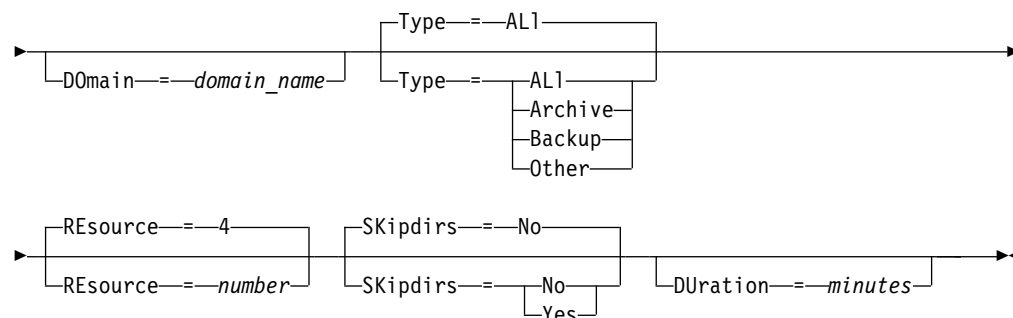 Type = ALl
DOmain = domain_name
Type = ALl
Archive
Backup
Other
REsource = 4
SKipdirs = No
REsource = number
SKipdirs = No
Yes
DUration = minutes